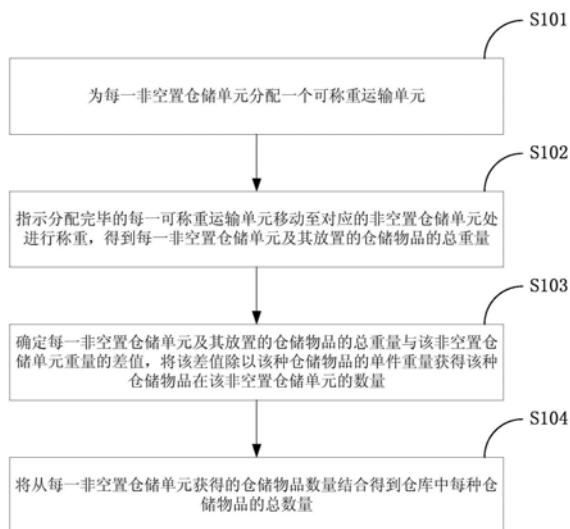 S101
为每一非空置仓储单元分配一个可称重运输单元
S102
指示分配完毕的每一可称重运输单元移动至对应的非空置仓储单元处
进行称重，得到每一非空置仓储单元及其放置的仓储物品的总重量
S103
确定每一非空置仓储单元及其放置的仓储物品的总重量与该非空置仓
储单元重量的差值，将该差值除以该种仓储物品的单件重量获得该种
仓储物品在该非空置仓储单元的数量
S104
将从每一非空置仓储单元获得的仓储物品数量结合得到仓库中每种仓
储物品的总数量